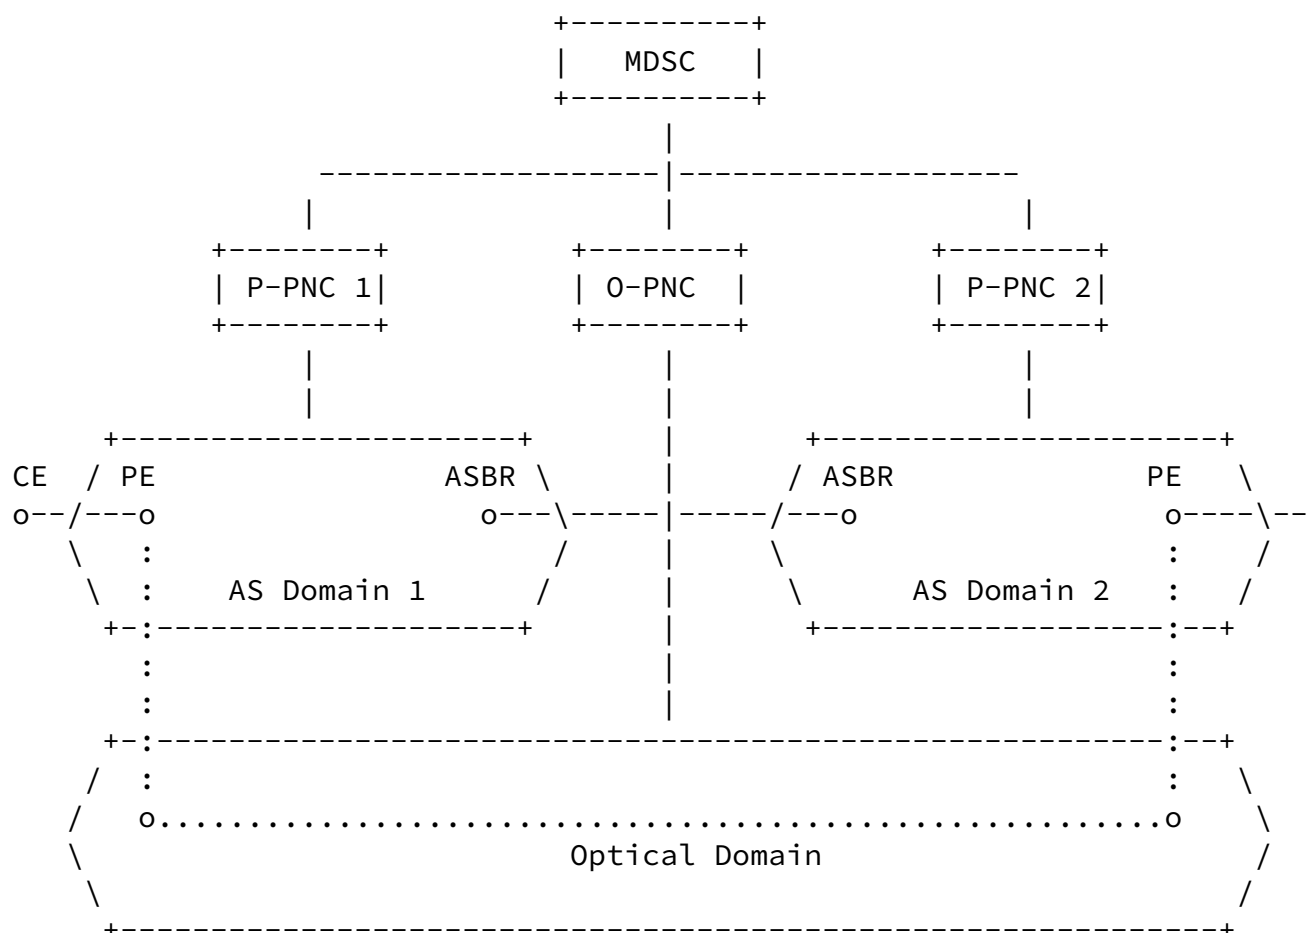 MDSC
P-PNC 1 O-PNC P-PNC 2
CE PE ASBR ASBR PE
AS Domain 1 AS Domain 2
Optical Domain